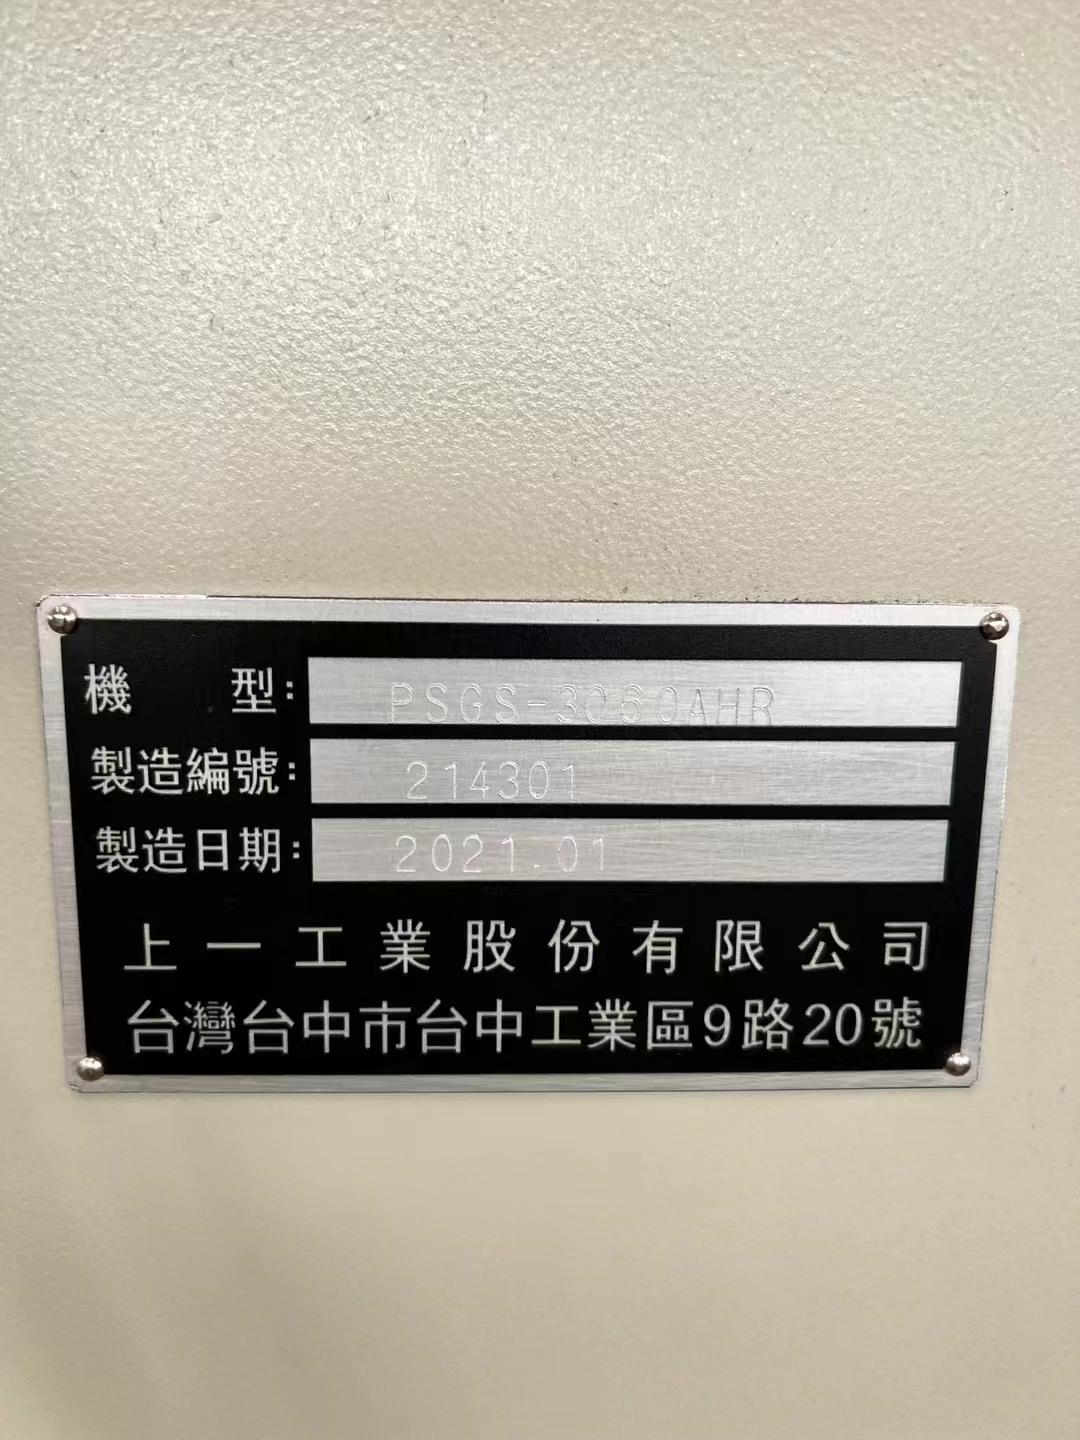 機 型: PSGS-3060AHR
製造編號: 214301
製造日期: 2021.01
上一工業股份有限公司
台灣台中市台中工業區9路20號